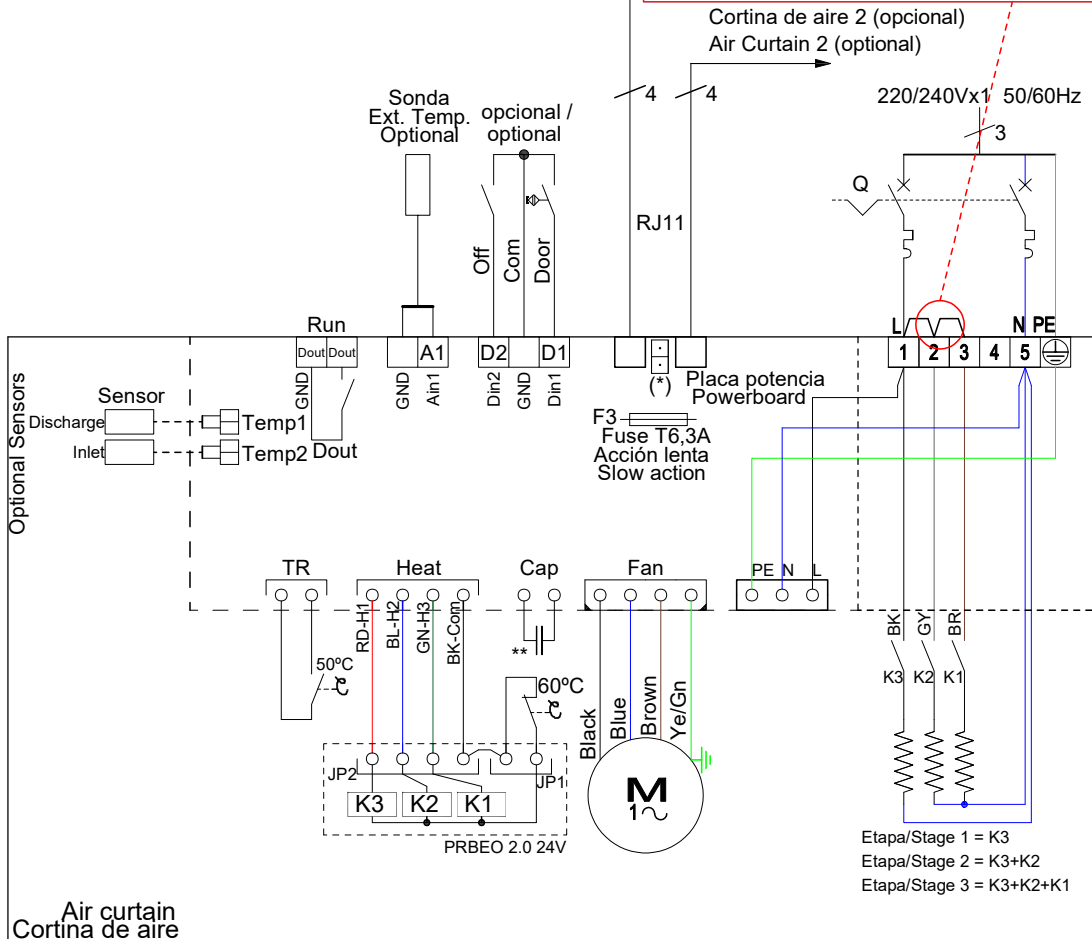 Cortina de aire 2 (opcional)
Air Curtain 2 (optional)
4
4
220/240Vx1 50/60Hz
3
Sonda
Ext. Temp.
Optional
opcional /
optional
Q
RJ11
Off
Com
Door
Run
L
N PE
Dout Dout
A1
D2
D1
1 2 3 4 5
GND
GND
Ain1
Din2
GND
Din1
(*)
Placa potencia
Powerboard
Optional Sensors
Sensor
Discharge
Temp1
Inlet
Temp2
Dout
F3
Fuse T6,3A
Acción lenta
Slow action
TR
Heat
Cap
Fan
PE N L
RD-H1
BL-H2
GN-H3
BK-Com
**
50ºC
60ºC
Black
Blue
Brown
Ye/Gn
BK
GY
BR
K3 K2 K1
JP2
JP1
K3 K2 K1
M
1~
PRBEO 2.0 24V
Etapa/Stage 1 = K3
Etapa/Stage 2 = K3+K2
Etapa/Stage 3 = K3+K2+K1
Air curtain
Cortina de aire